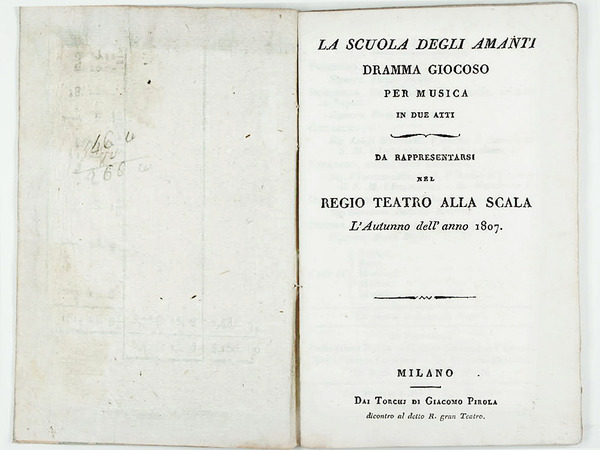 LA SCUOLA DEGLI AMANTI
DRAMMA GIOCOSO
PER MUSICA
IN DUE ATTI
DA RAPPRESENTARSI
NEL
REGIO TEATRO ALLA SCALA
L'Autunno dell'anno 1807.
MILANO
DAI TORCHJ DI GIACOMO PIROLA
dicontro al detto R. gran Teatro.